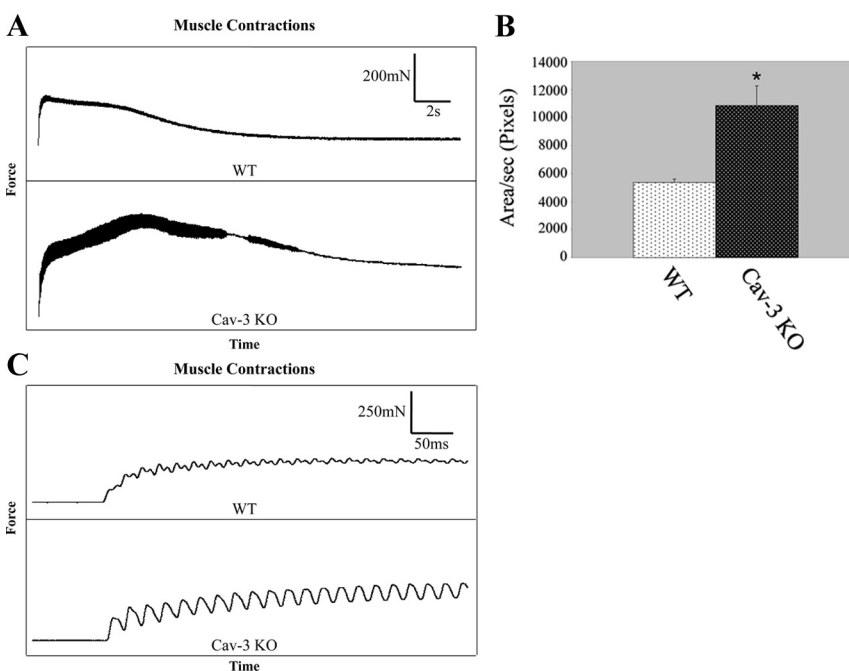 A
Muscle Contractions
200mN
2s
WT
Force
Cav-3 KO
Time
B
14000
12000
10000
8000
6000
4000
2000
0
Area/sec (Pixels)
*
WT
Cav-3 KO
C
Muscle Contractions
250mN
50ms
WT
Force
Cav-3 KO
Time